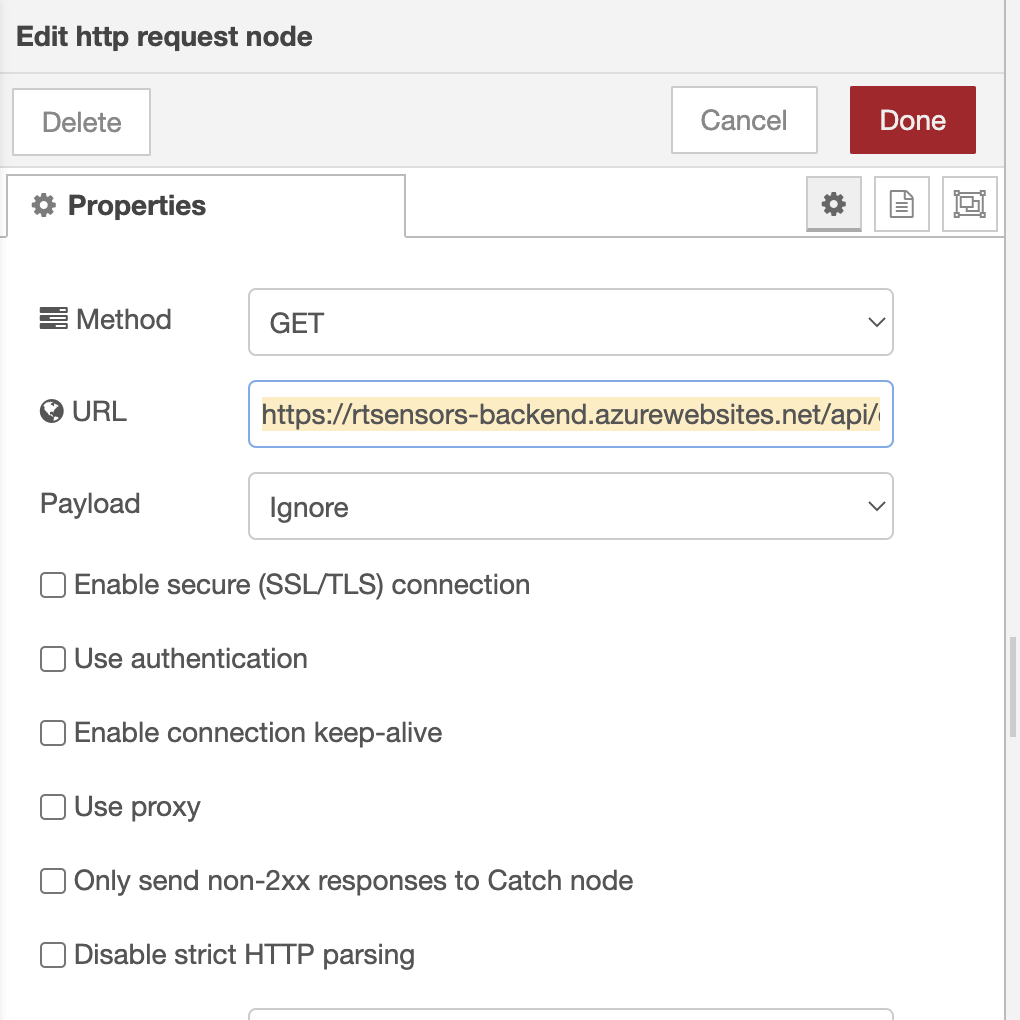 Edit http request node
Delete
Cancel
Done
Properties
Method
GET
URL
https://rtsensors-backend.azurewebsites.net/api/
Payload
Ignore
Enable secure (SSL/TLS) connection
Use authentication
Enable connection keep-alive
Use proxy
Only send non-2xx responses to Catch node
Disable strict HTTP parsing